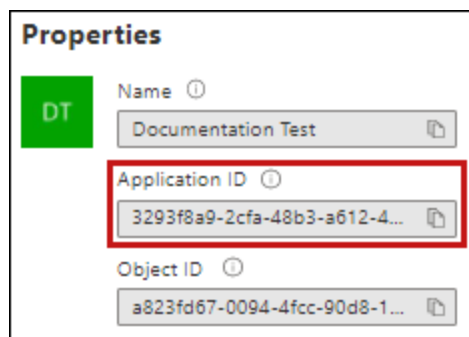 Properties
DT
Name
Documentation Test
Application ID
3293f8a9-2cfa-48b3-a612-4...
Object ID
a823fd67-0094-4fcc-90d8-1...